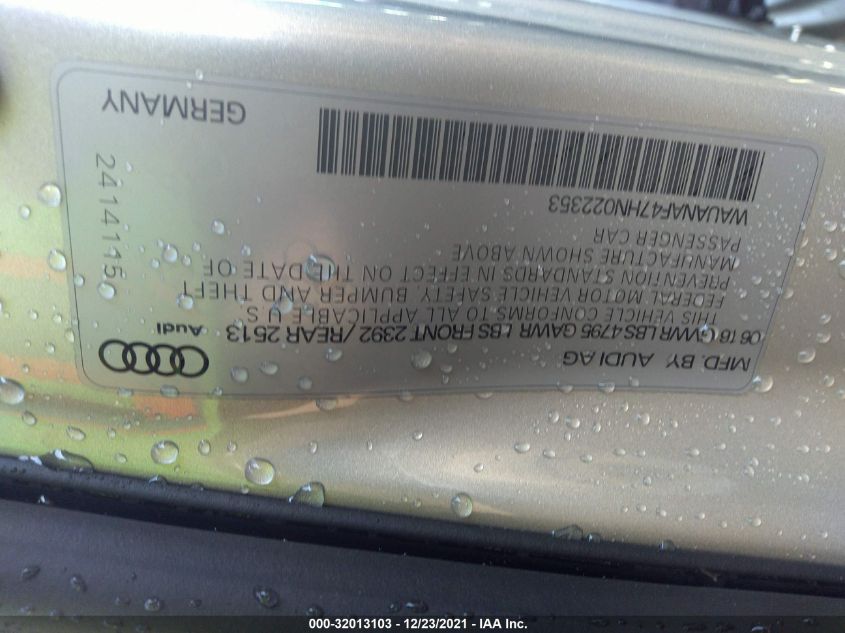 MFD. BY AUDI AG
Audi
06 16 GVWR LBS 4795 GAWR LBS FRONT 2392/REAR 2513
THIS VEHICLE CONFORMS TO ALL APPLICABLE U.S.
FEDERAL MOTOR VEHICLE SAFETY, BUMPER AND THEFT
PREVENTION STANDARDS IN EFFECT ON THE DATE OF
MANUFACTURE SHOWN ABOVE
PASSENGER CAR
WAUANAF47HN022353
2414115
GERMANY
000-32013103 - 12/23/2021 - IAA Inc.